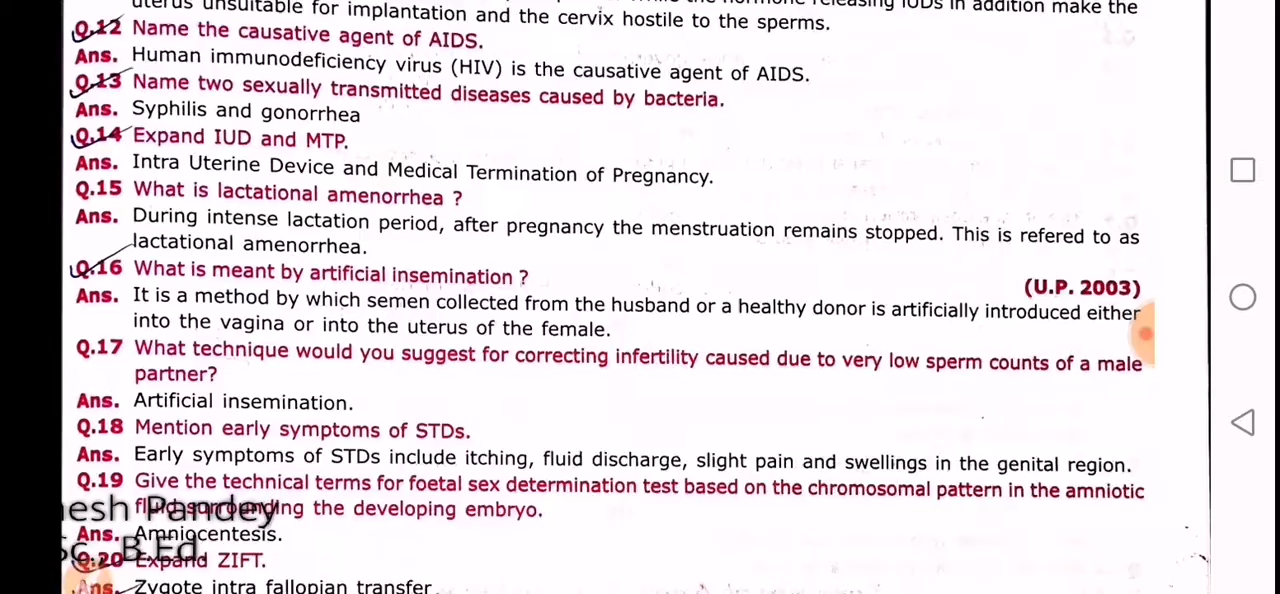 uterus unsuitable for implantation and the cervix hostile to the sperms.
Q.12 Name the causative agent of AIDS.
Ans. Human immunodeficiency virus (HIV) is the causative agent of AIDS.
Q.13 Name two sexually transmitted diseases caused by bacteria.
Ans. Syphilis and gonorrhea
Q.14 Expand IUD and MTP.
Ans. Intra Uterine Device and Medical Termination of Pregnancy.
Q.15 What is lactational amenorrhea ?
Ans. During intense lactation period, after pregnancy the menstruation remains stopped. This is refered to as
lactational amenorrhea.
Q.16 What is meant by artificial insemination ? (U.P. 2003)
Ans. It is a method by which semen collected from the husband or a healthy donor is artificially introduced either
into the vagina or into the uterus of the female.
Q.17 What technique would you suggest for correcting infertility caused due to very low sperm counts of a male
partner?
Ans. Artificial insemination.
Q.18 Mention early symptoms of STDs.
Ans. Early symptoms of STDs include itching, fluid discharge, slight pain and swellings in the genital region.
Q.19 Give the technical terms for foetal sex determination test based on the chromosomal pattern in the amniotic
fluid surrounding the developing embryo.
esh Pandey
Ans. Amniocentesis.
Sc, B.Ed.
Q.20 Expand ZIFT.
Ans. Zygote intra fallopian transfer